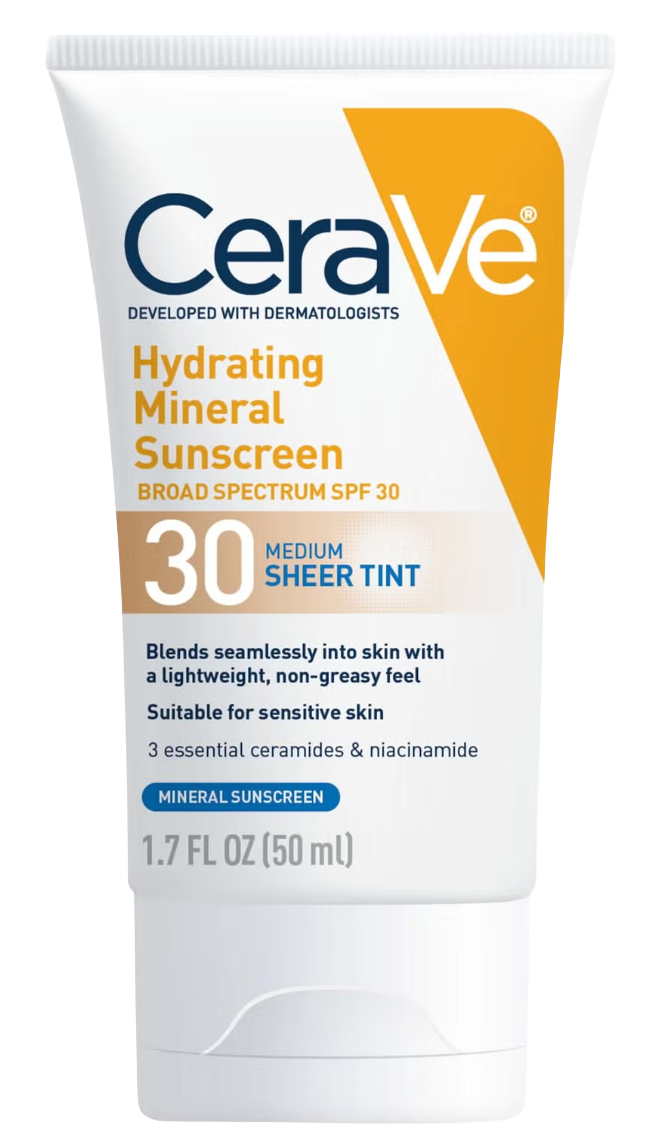 CeraVe®
DEVELOPED WITH DERMATOLOGISTS
Hydrating
Mineral
Sunscreen
BROAD SPECTRUM SPF 30
30 MEDIUM
SHEER TINT
Blends seamlessly into skin with
a lightweight, non-greasy feel
Suitable for sensitive skin
3 essential ceramides & niacinamide
MINERAL SUNSCREEN
1.7 FL OZ (50 ml)